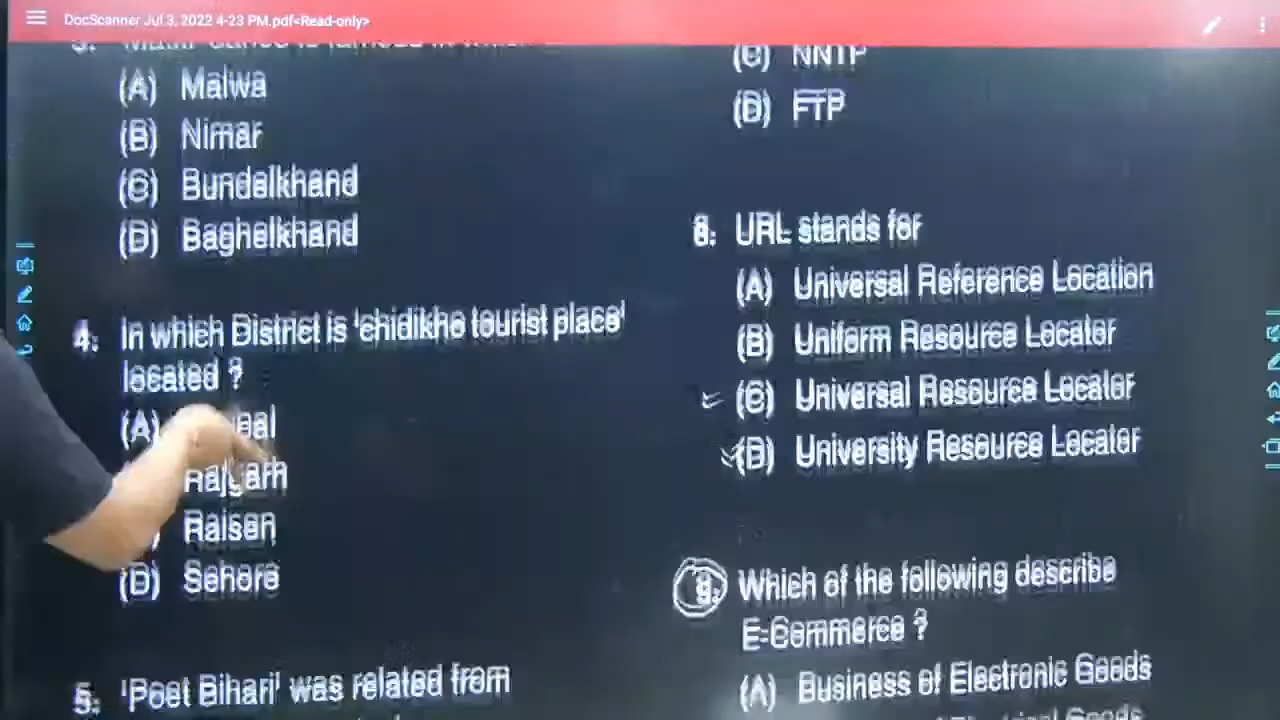 DocScanner Jul 3, 2022 4-23 PM.pdf<Read-only>
(A) Malwa
(B) Nimar
(C) Bundelkhand
(D) Baghelkhand
4. In which District is 'chidikho tourist place'
located ?
(A)
Rajgarh
Raisen
(D) Sehore
5. 'Poet Bihari' was related from
(C) NNTP
(D) FTP
8. URL stands for
(A) Universal Reference Location
(B) Uniform Resource Locator
(C) Universal Resource Locator
(D) University Resource Locator
9. Which of the following describe
E-Commerce ?
(A) Business of Electronic Goods
Goods